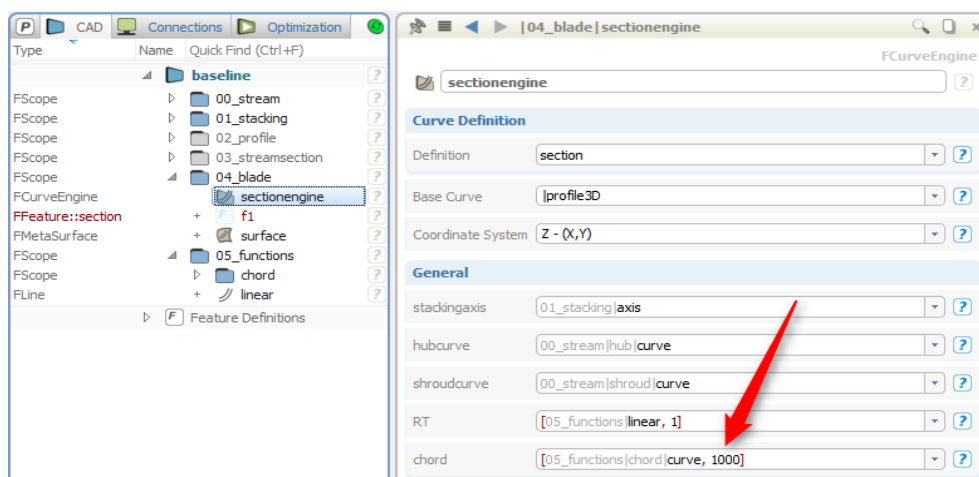 P CAD Connections Optimization
Type Name Quick Find (Ctrl+F)
baseline ?
FScope 00_stream ?
FScope 01_stacking ?
FScope 02_profile ?
FScope 03_streamsection ?
FScope 04_blade ?
FCurveEngine sectionengine ?
FFeature::section + F f1 ?
FMetaSurface + surface ?
FScope 05_functions ?
FScope chord ?
FLine + linear ?
F Feature Definitions ?
|04_blade|sectionengine
FCurveEngine
sectionengine ?
Curve Definition
Definition section ?
Base Curve |profile3D ?
Coordinate System Z - (X,Y) ?
General
stackingaxis 01_stacking|axis ?
hubcurve 00_stream|hub|curve ?
shroudcurve 00_stream|shroud|curve ?
RT [05_functions|linear, 1] ?
chord [05_functions|chord|curve, 1000] ?